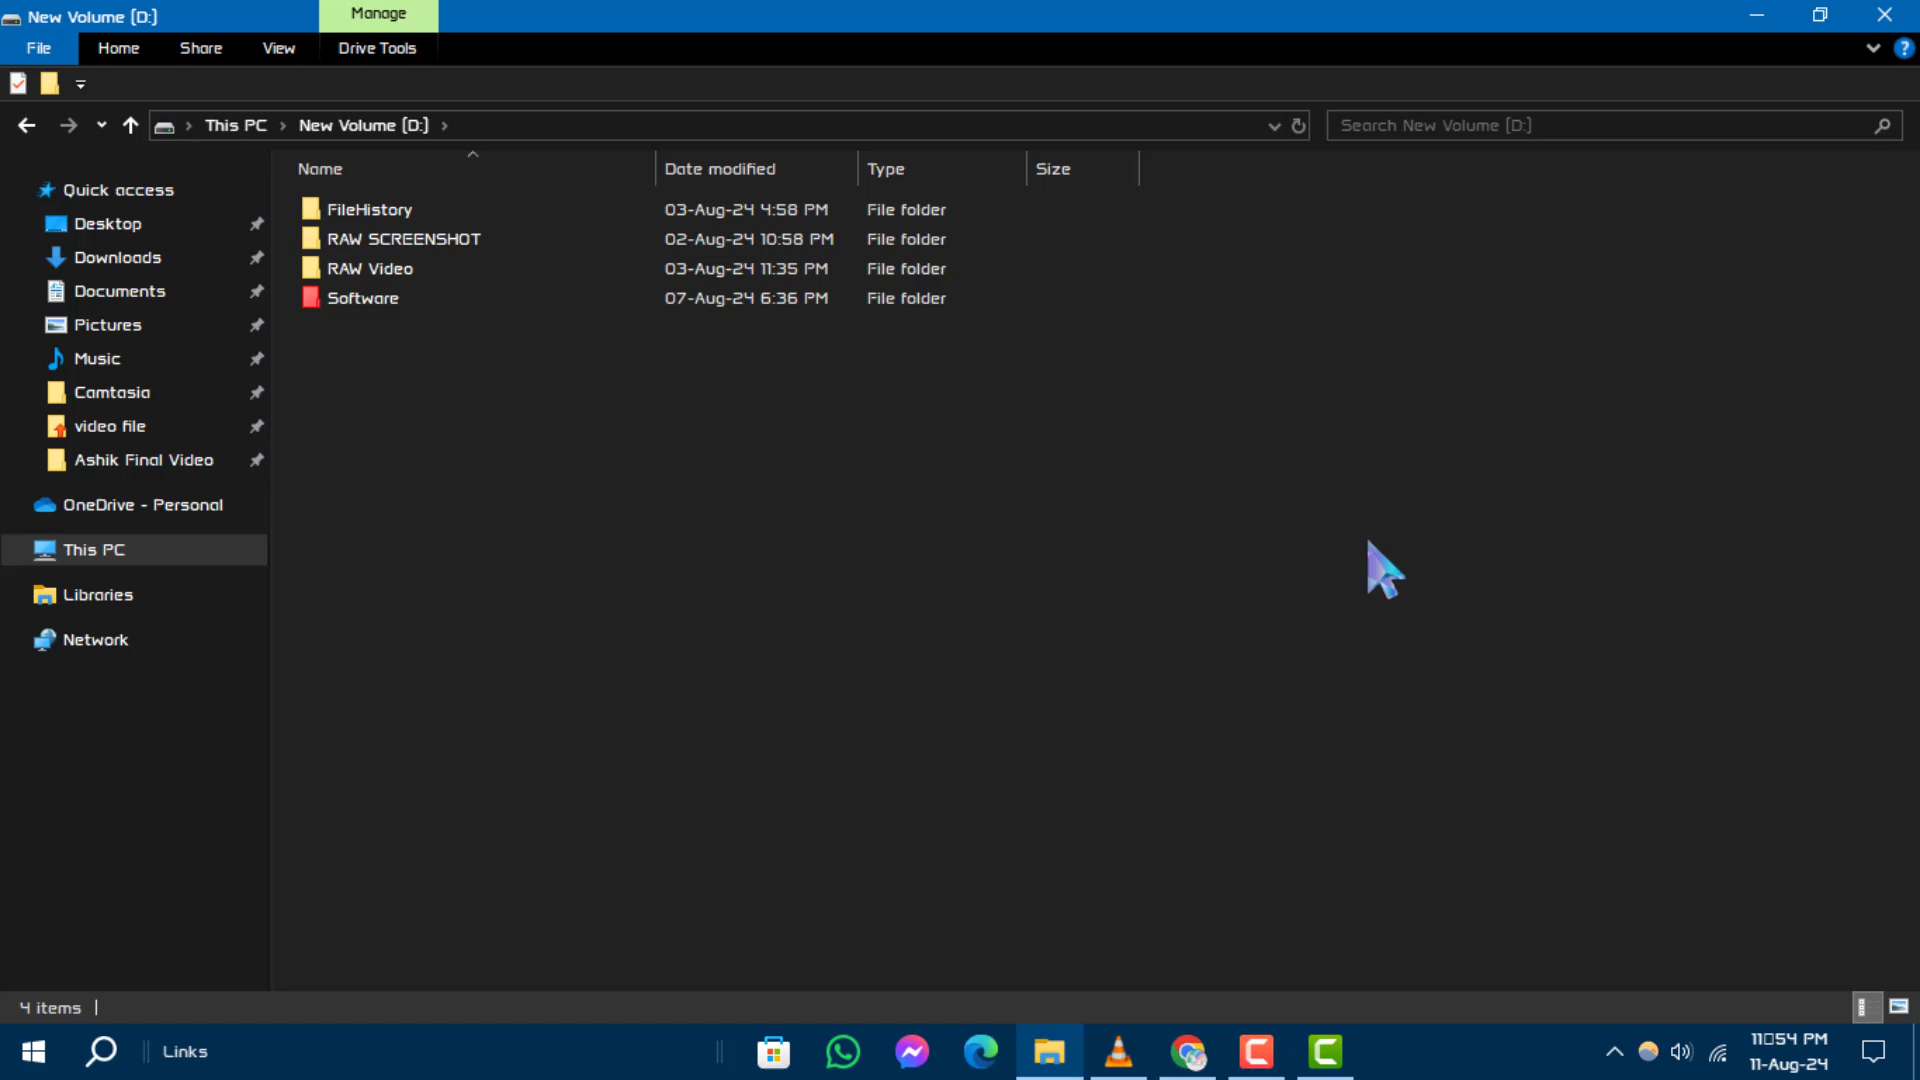 New Volume (D:)
Manage
File
Home
Share
View
Drive Tools
This PC
New Volume (D:)
Search New Volume (D:)
Name
Date modified
Type
Size
Quick access
Desktop
Downloads
Documents
Pictures
Music
Camtasia
video file
Ashik Final Video
OneDrive - Personal
This PC
Libraries
Network
FileHistory 03-Aug-24 4:58 PM File folder
RAW SCREENSHOT 02-Aug-24 10:58 PM File folder
RAW Video 03-Aug-24 11:35 PM File folder
Software 07-Aug-24 6:36 PM File folder
4 items
Links
11□54 PM
11-Aug-24